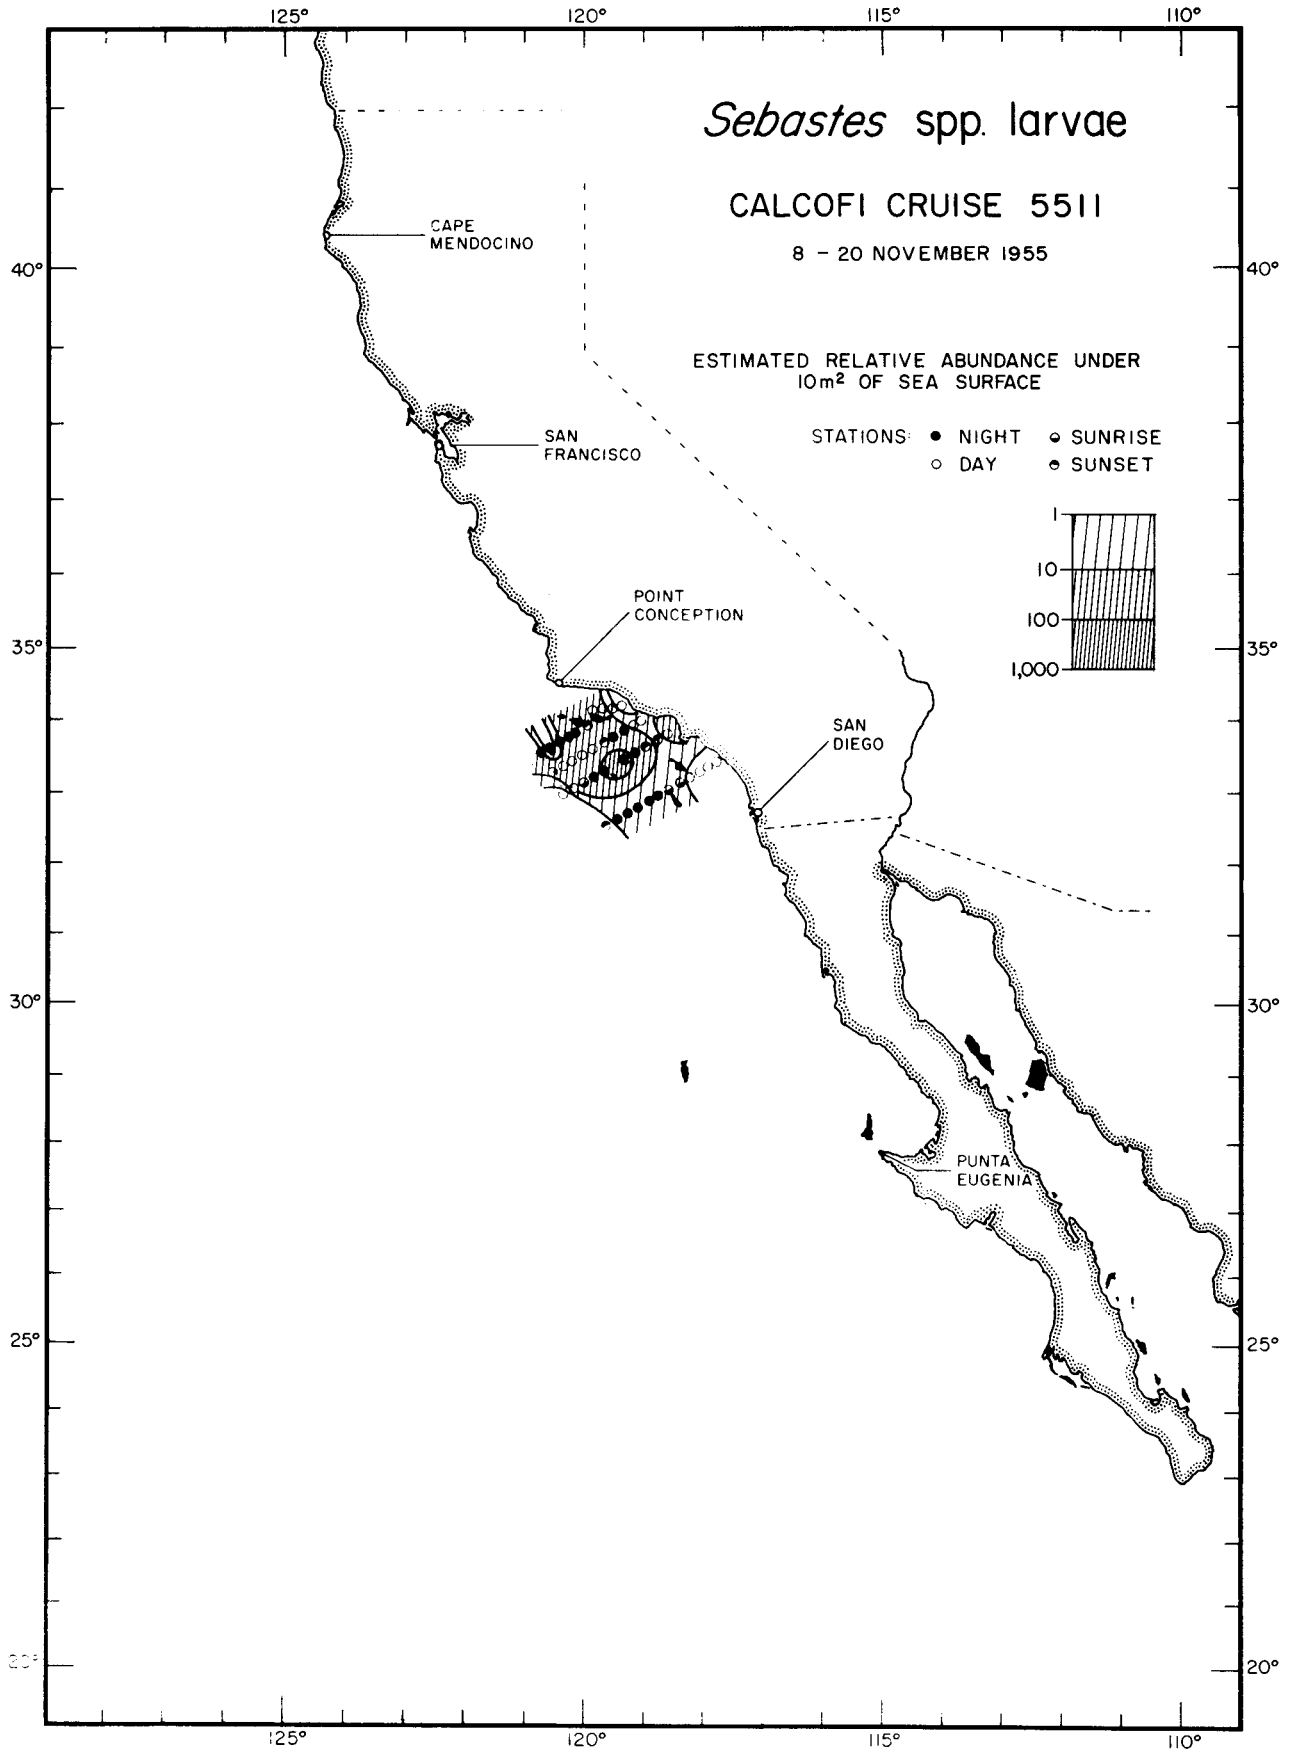 125° 120° 115° 110°
Sebastes spp. larvae
CALCOFI CRUISE 5511
8 - 20 NOVEMBER 1955
CAPE
MENDOCINO
40° 40°
ESTIMATED RELATIVE ABUNDANCE UNDER
10m² OF SEA SURFACE
STATIONS: NIGHT SUNRISE
DAY SUNSET
SAN
FRANCISCO
1
10
100
1,000
POINT
CONCEPTION
35° 35°
SAN
DIEGO
30° 30°
PUNTA
EUGENIA
25° 25°
20° 20°
125° 120° 115° 110°